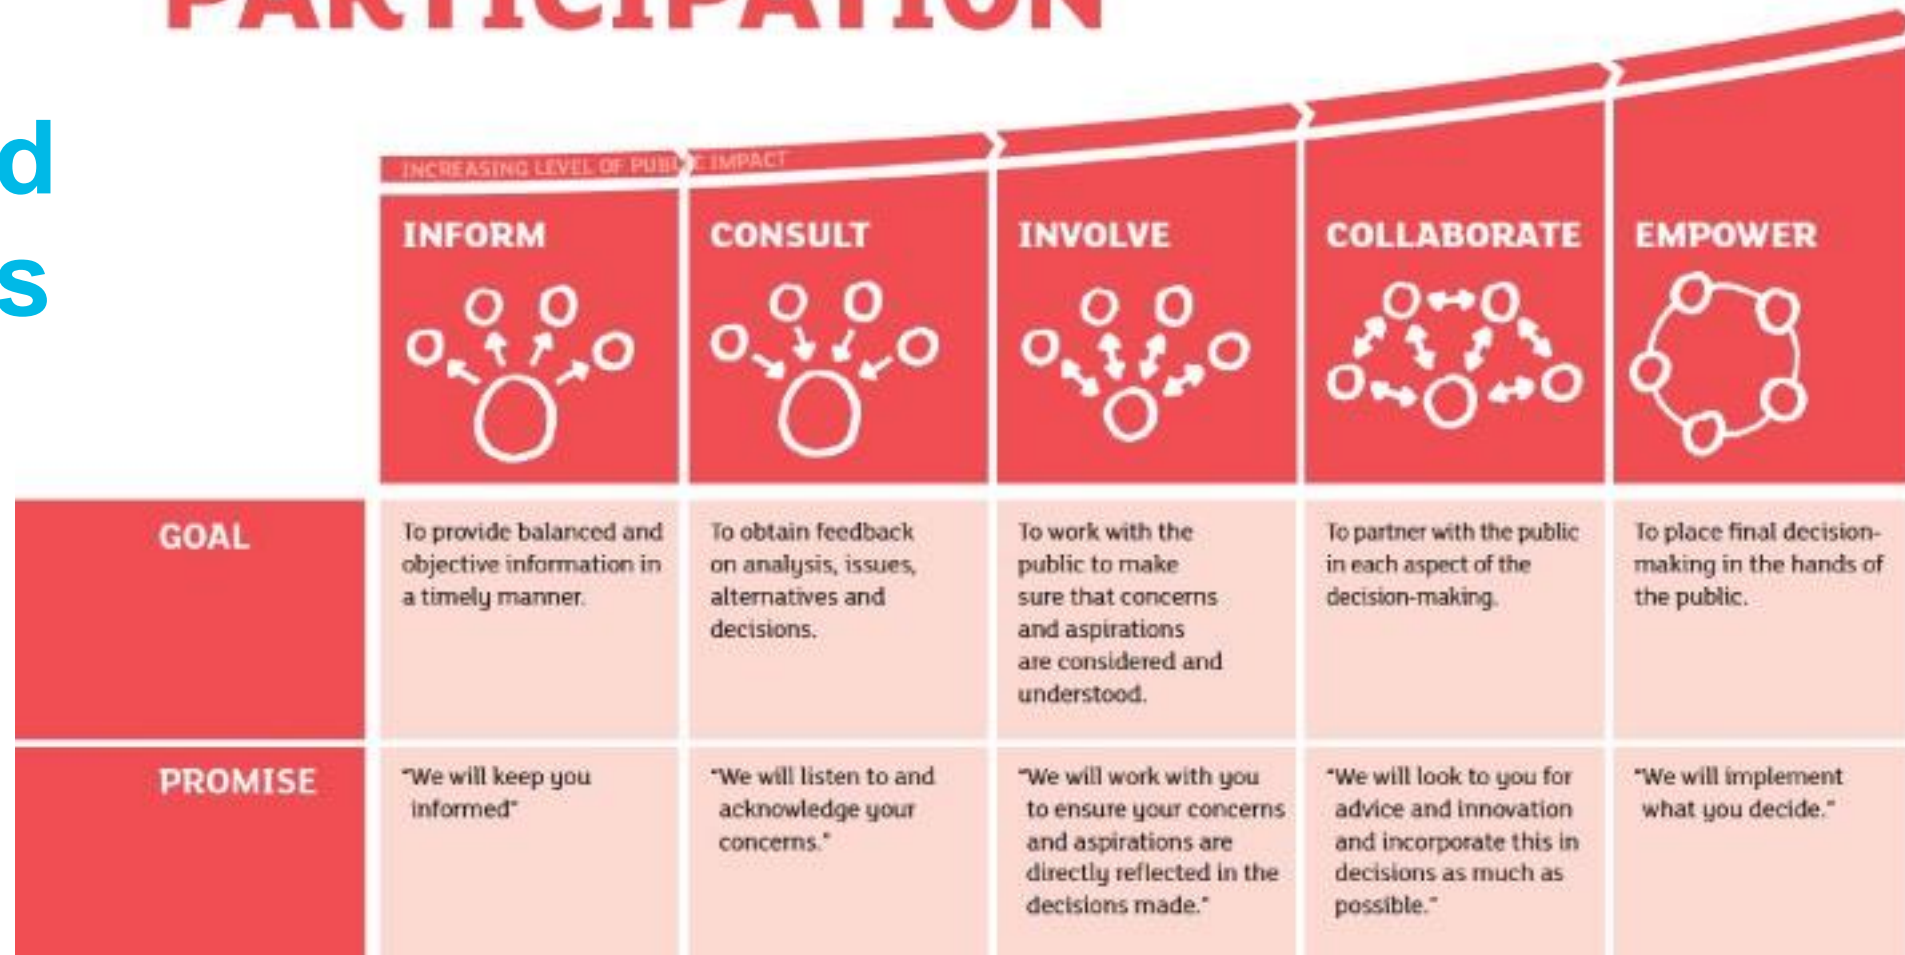 PARTICIPATION
d
s
INCREASING LEVEL OF PUBLIC IMPACT
INFORM
CONSULT
INVOLVE
COLLABORATE
EMPOWER
GOAL
To provide balanced and
objective information in
a timely manner.
To obtain feedback
on analysis, issues,
alternatives and
decisions.
To work with the
public to make
sure that concerns
and aspirations
are considered and
understood.
To partner with the public
in each aspect of the
decision-making.
To place final decision-
making in the hands of
the public.
PROMISE
"We will keep you
informed"
"We will listen to and
acknowledge your
concerns."
"We will work with you
to ensure your concerns
and aspirations are
directly reflected in the
decisions made."
"We will look to you for
advice and innovation
and incorporate this in
decisions as much as
possible."
"We will implement
what you decide."